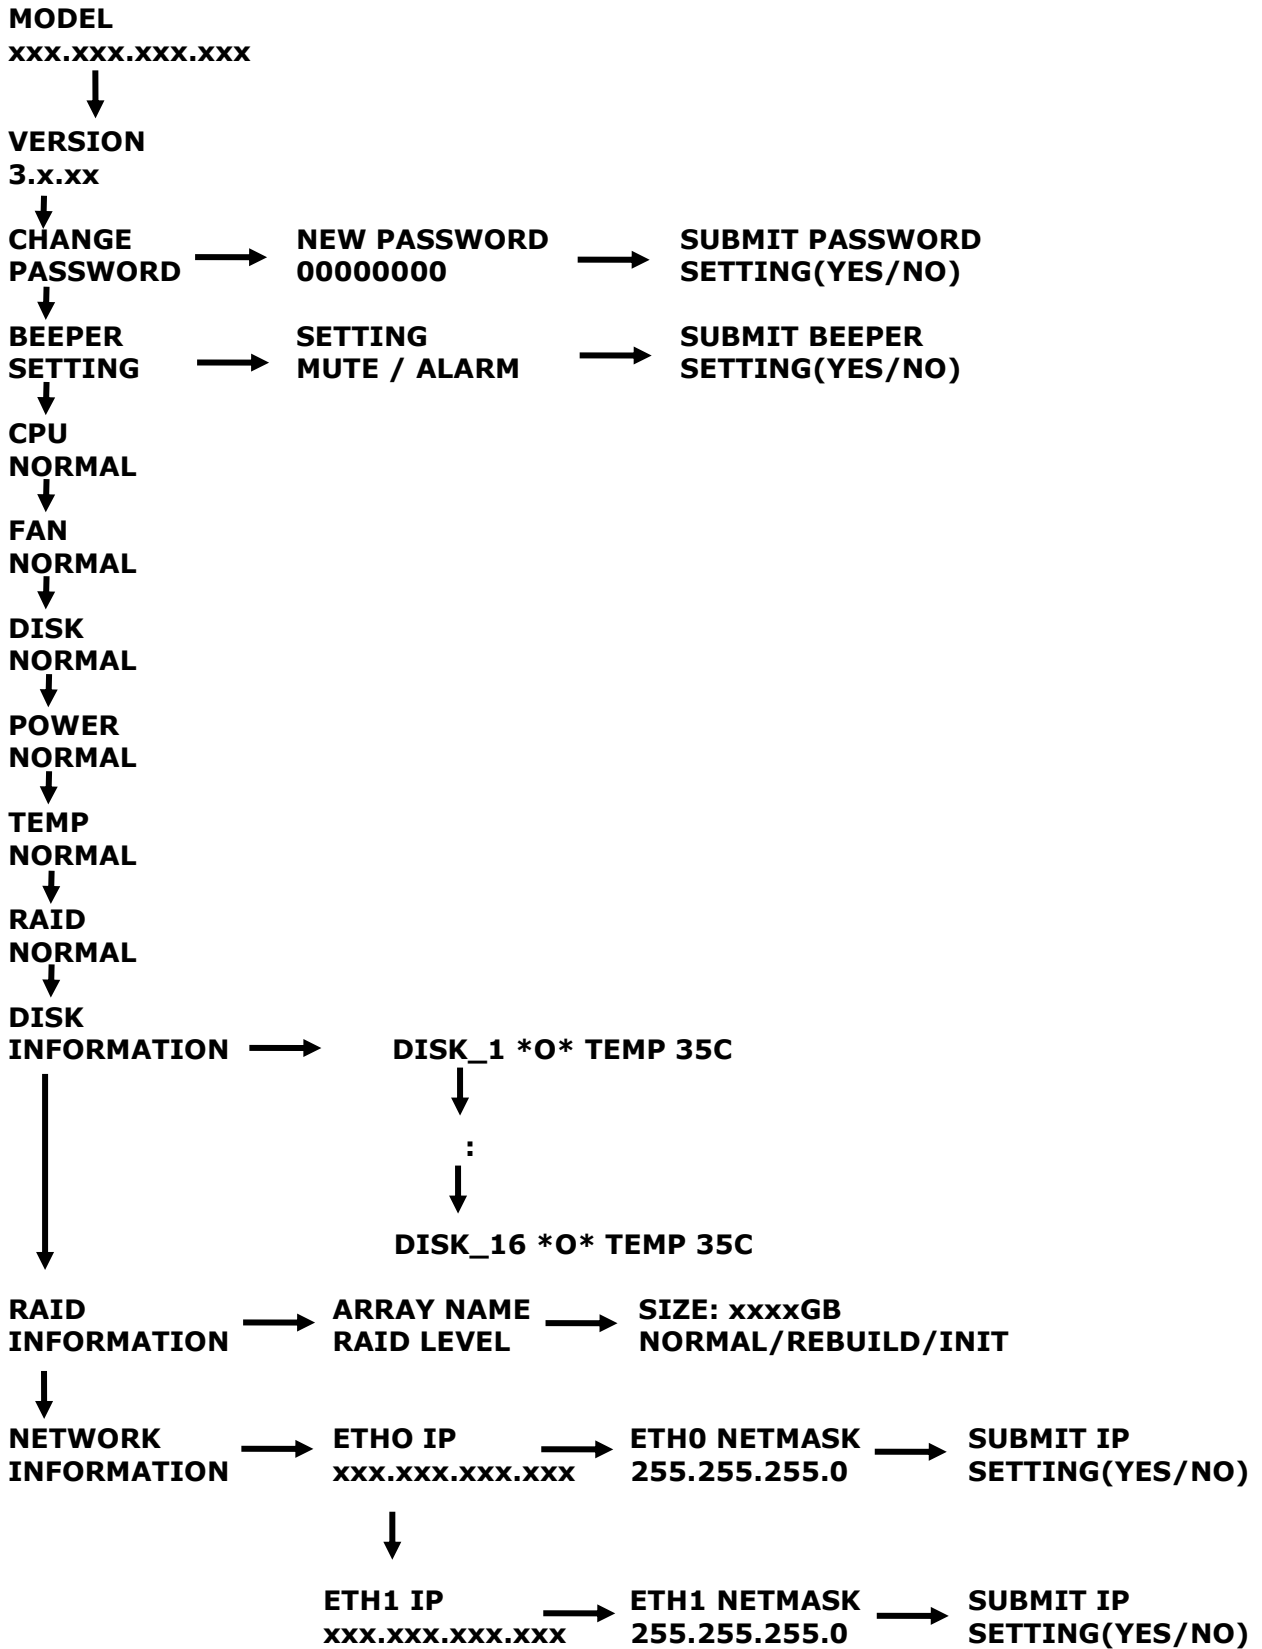 MODEL
xxx.xxx.xxx.xxx
VERSION
3.x.xx
CHANGE
PASSWORD
NEW PASSWORD
00000000
SUBMIT PASSWORD
SETTING(YES/NO)
BEEPER
SETTING
SETTING
MUTE / ALARM
SUBMIT BEEPER
SETTING(YES/NO)
CPU
NORMAL
FAN
NORMAL
DISK
NORMAL
POWER
NORMAL
TEMP
NORMAL
RAID
NORMAL
DISK
INFORMATION
DISK_1 *O* TEMP 35C
:
DISK_16 *O* TEMP 35C
RAID
INFORMATION
ARRAY NAME
RAID LEVEL
SIZE: xxxxGB
NORMAL/REBUILD/INIT
NETWORK
INFORMATION
ETHO IP
xxx.xxx.xxx.xxx
ETH0 NETMASK
255.255.255.0
SUBMIT IP
SETTING(YES/NO)
ETH1 IP
xxx.xxx.xxx.xxx
ETH1 NETMASK
255.255.255.0
SUBMIT IP
SETTING(YES/NO)